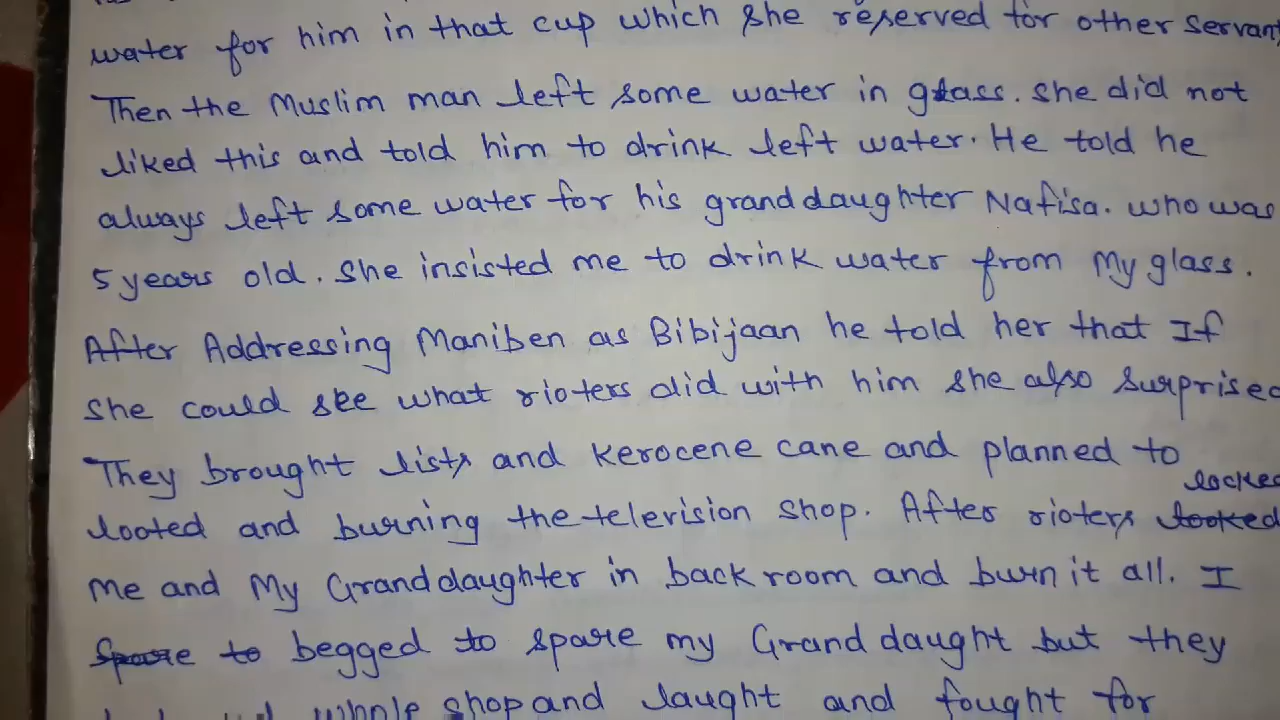 water for him in that cup which she reserved for other servant
Then the Muslim man left some water in glass. she did not
liked this and told him to drink left water. He told he
always left some water for his granddaughter Nafisa. who was
5 years old. She insisted me to drink water from My glass.
After Addressing Maniben as Bibijaan he told her that If
she could see what rioters did with him she also surprised
They brought lists and kerocene cane and planned to
locked
looted and burning the television shop. After rioters looked
Me and My Granddaughter in back room and burn it all. I
Spare to begged to spare my Grand daught but they
whole shop and laught and fought for